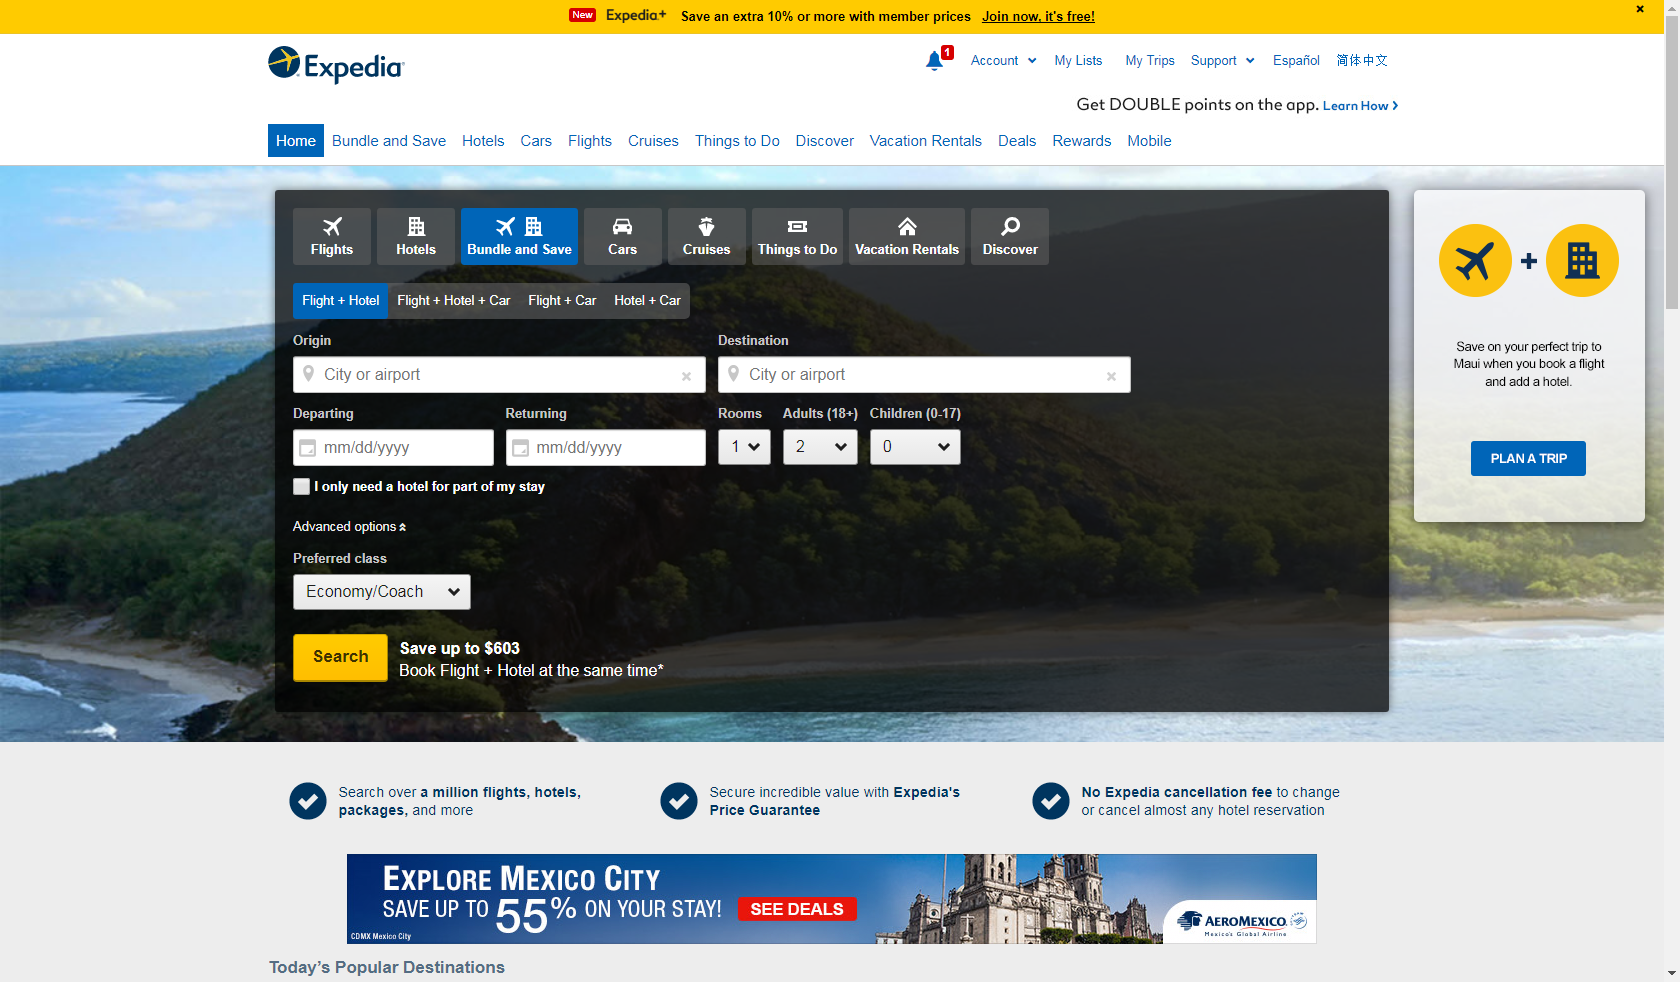 New Expedia+ Save an extra 10% or more with member prices Join now, it's free!
Expedia
1 Account My Lists My Trips Support Español 简体中文
Get DOUBLE points on the app. Learn How
Home Bundle and Save Hotels Cars Flights Cruises Things to Do Discover Vacation Rentals Deals Rewards Mobile
Flights Hotels Bundle and Save Cars Cruises Things to Do Vacation Rentals Discover
Flight + Hotel Flight + Hotel + Car Flight + Car Hotel + Car
Origin Destination
City or airport City or airport
Departing Returning Rooms Adults (18+) Children (0-17)
mm/dd/yyyy mm/dd/yyyy 1 2 0
I only need a hotel for part of my stay
Advanced options
Preferred class
Economy/Coach
Search
Save up to $603
Book Flight + Hotel at the same time*
+
Save on your perfect trip to
Maui when you book a flight
and add a hotel.
PLAN A TRIP
Search over a million flights, hotels,
packages, and more
Secure incredible value with Expedia's
Price Guarantee
No Expedia cancellation fee to change
or cancel almost any hotel reservation
EXPLORE MEXICO CITY
SAVE UP TO 55% ON YOUR STAY! SEE DEALS
CDMX Mexico City
AEROMEXICO
Mexico's Global Airline
Today's Popular Destinations